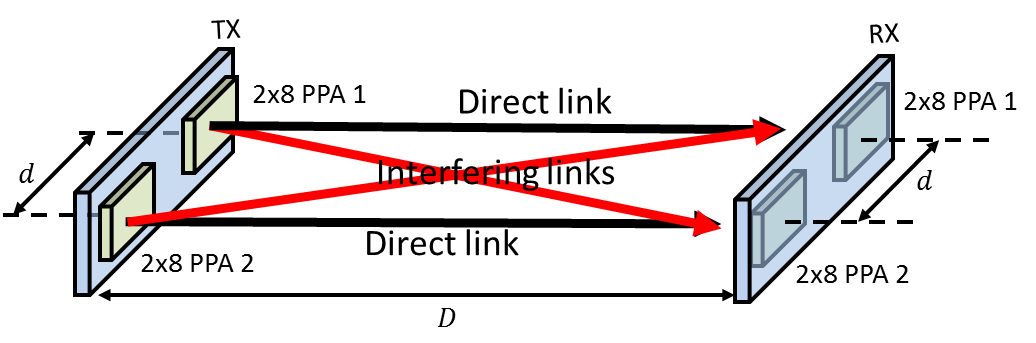 TX
RX
2x8 PPA 1
Direct link
2x8 PPA 1
d
Interfering links
d
Direct link
2x8 PPA 2
2x8 PPA 2
D